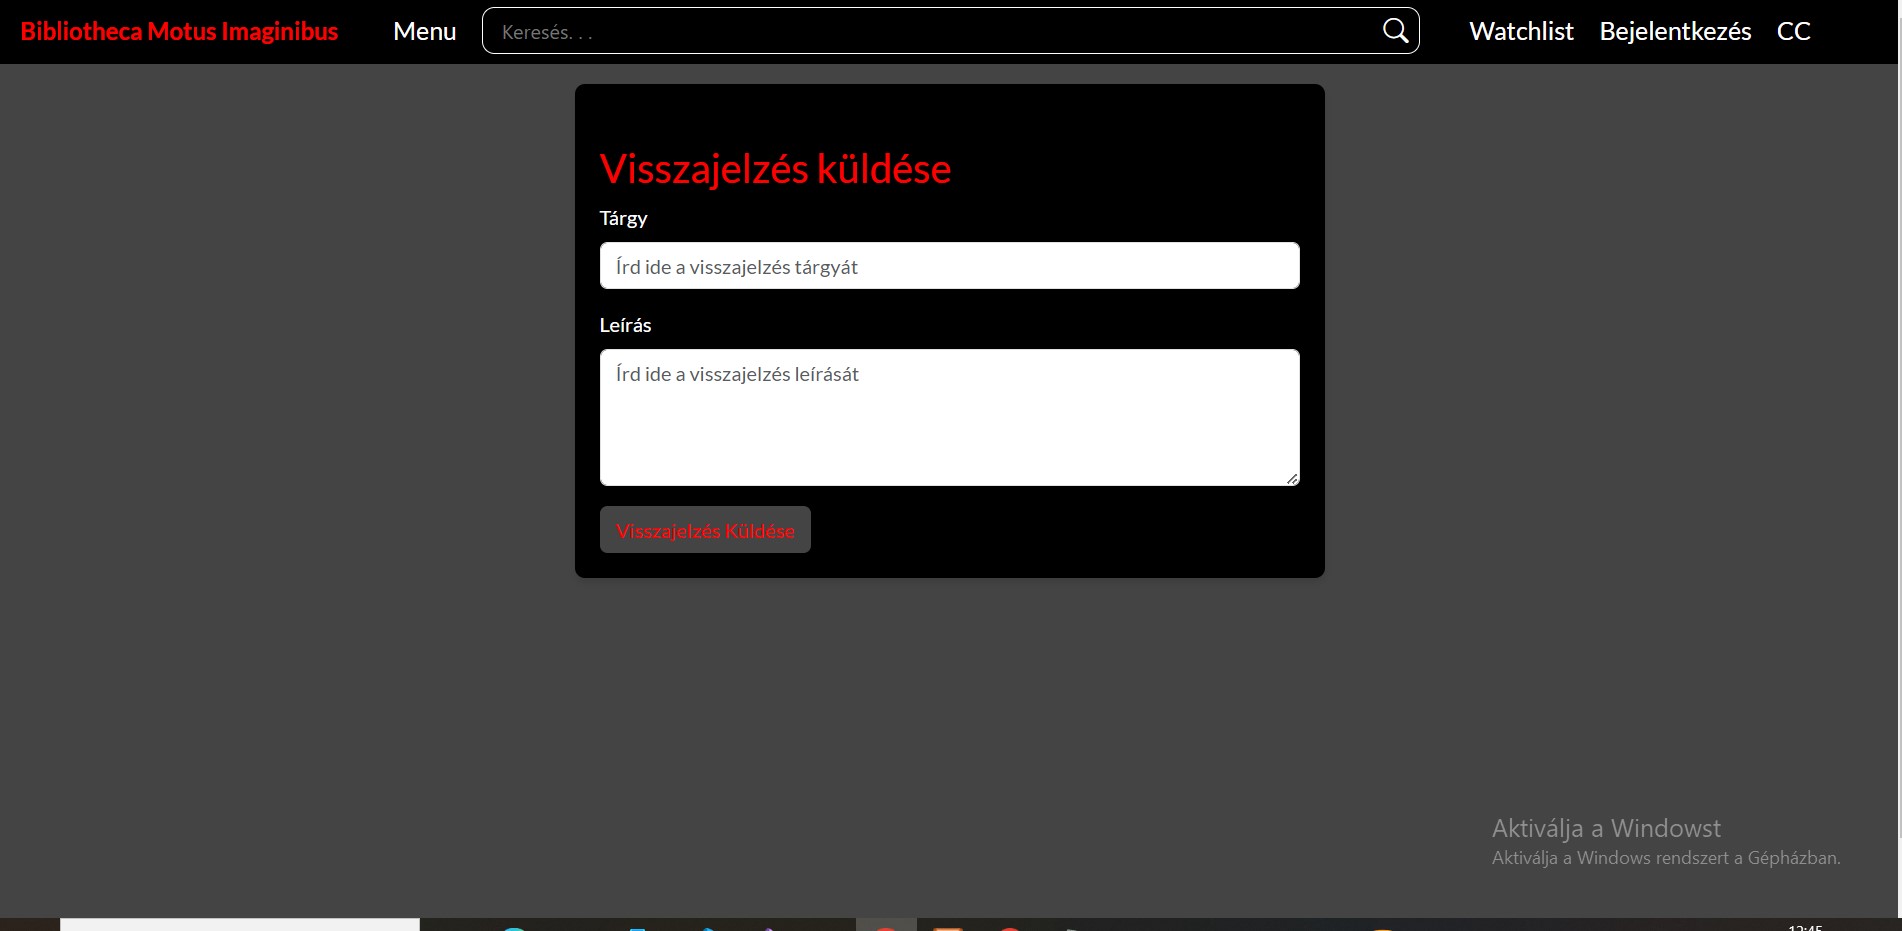 Bibliotheca Motus Imaginibus Menu Keresés. . . Watchlist Bejelentkezés CC
Visszajelzés küldése
Tárgy
Írd ide a visszajelzés tárgyát
Leírás
Írd ide a visszajelzés leírását
Visszajelzés Küldése
Aktiválja a Windowst
Aktiválja a Windows rendszert a Gépházban.